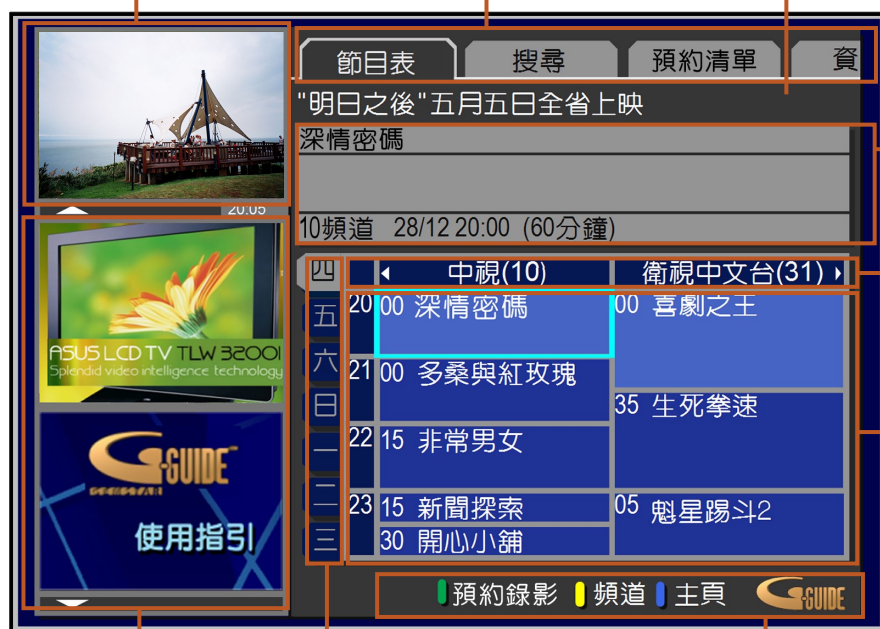 節目表 搜尋 預約清單 資
"明日之後"五月五日全省上映
深情密碼
10頻道 28/12 20:00 (60分鐘)
20:05
ASUS LCD TV TLW 32001
Splendid video intelligence technology
G-GUIDE™
使用指引
四 中視(10) 衛視中文台(31)
五 20 00 深情密碼 00 喜劇之王
六 21 00 多桑與紅玫瑰
日 35 生死拳速
一 22 15 非常男女
二 23 15 新聞探索 05 魁星踢斗2
三 30 開心小舖
預約錄影 頻道 主頁 G-GUIDE